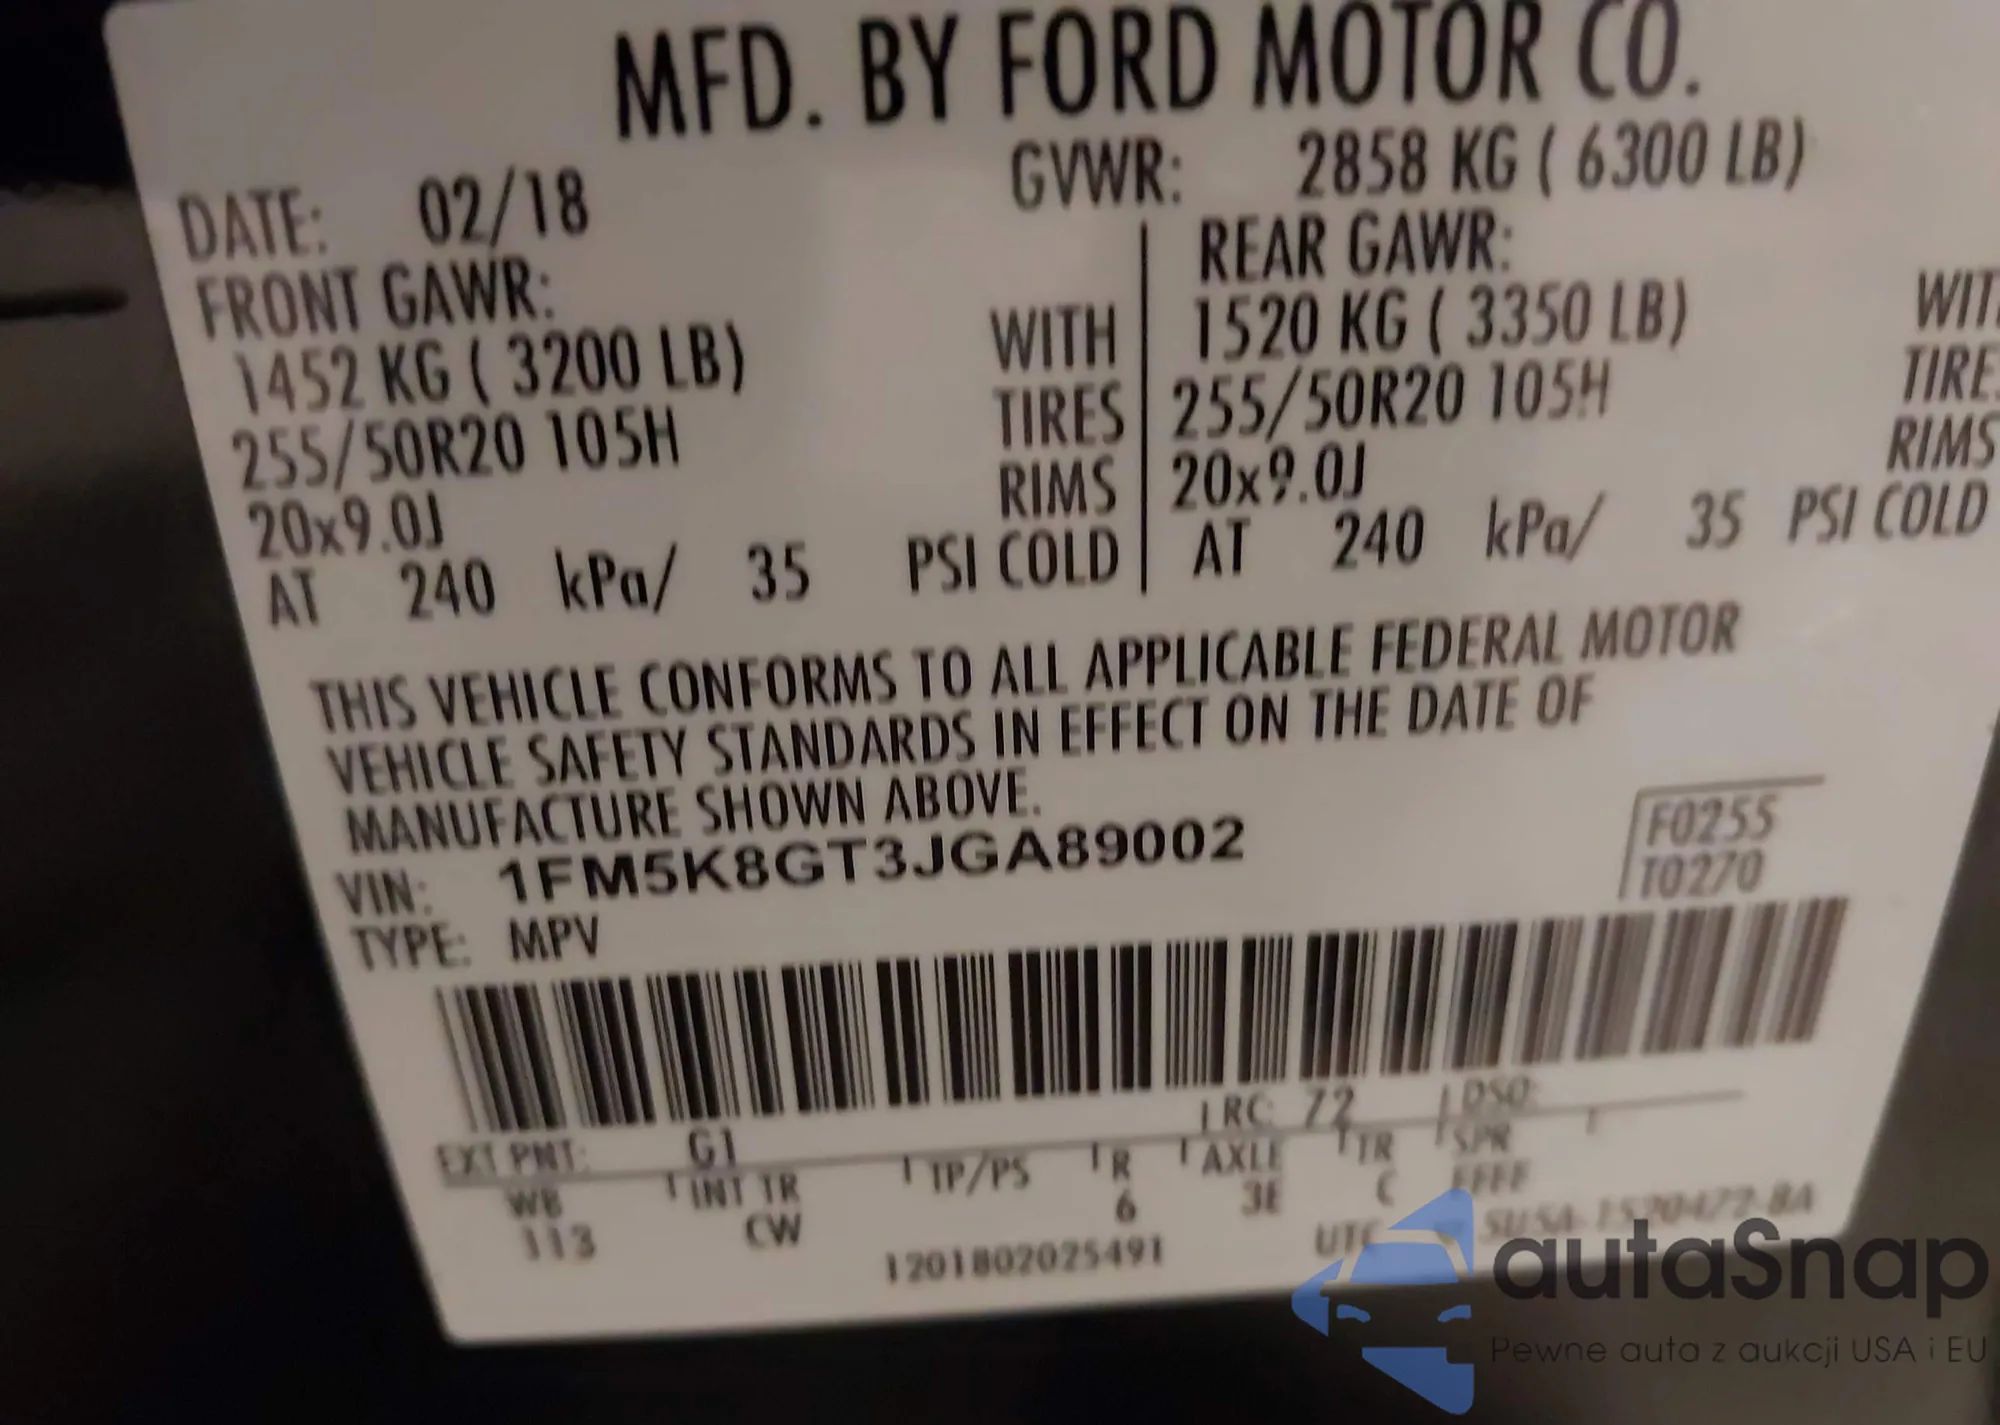 MFD. BY FORD MOTOR CO.
DATE: 02/18 GVWR: 2858 KG ( 6300 LB)
FRONT GAWR: REAR GAWR:
1452 KG ( 3200 LB) WITH 1520 KG ( 3350 LB)
255/50R20 105H TIRES 255/50R20 105H
20x9.0J RIMS 20x9.0J RIMS
AT 240 kPa/ 35 PSI COLD AT 240 kPa/ 35 PSI COLD
THIS VEHICLE CONFORMS TO ALL APPLICABLE FEDERAL MOTOR
VEHICLE SAFETY STANDARDS IN EFFECT ON THE DATE OF
MANUFACTURE SHOWN ABOVE.
VIN: 1FM5K8GT3JGA89002 F0255
TYPE: MPV T0270
EXT PNT: G1 RC: 72 DSO:
WB INT TR TP/PS R AXLE TR SPR
113 CW 6 3E C FFFF
1201802025491 UTC
autaSnap
Pewne auta z aukcji USA i EU